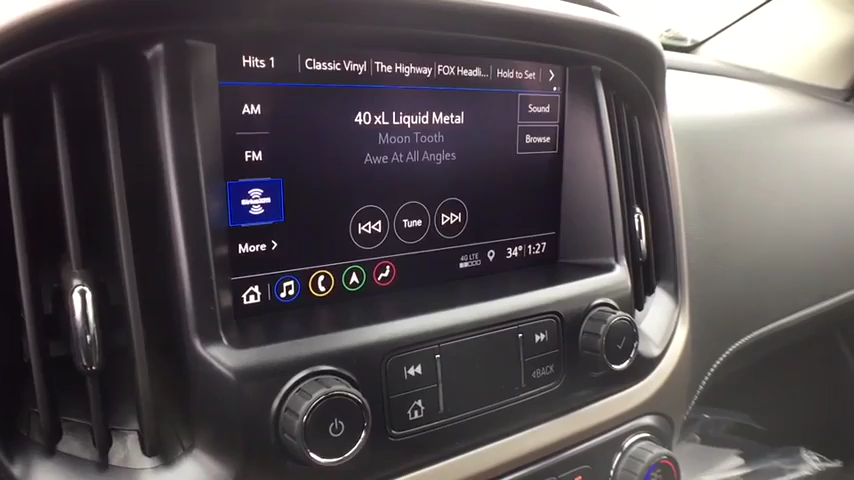 Hits 1 Classic Vinyl The Highway FOX Headli... Hold to Set
AM
40 xL Liquid Metal
Sound
Moon Tooth
Browse
FM
Awe At All Angles
SiriusXM
Tune
More
4G LTE 34° 1:27
BACK